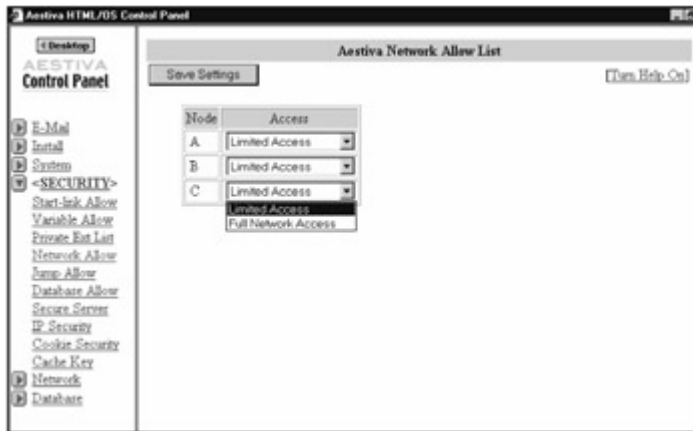 Aestiva HTML/OS Control Panel
Desktop
AESTIVA
Control Panel
E-Mail
Install
System
<SECURITY>
Start-link Allow
Variable Allow
Private Ext List
Network Allow
Jump Allow
Database Allow
Secure Server
IP Security
Cookie Security
Cache Key
Network
Database
Aestiva Network Allow List
Save Settings
[Turn Help On]
Node Access
A Limited Access
B Limited Access
C Limited Access
Limited Access
Full Network Access